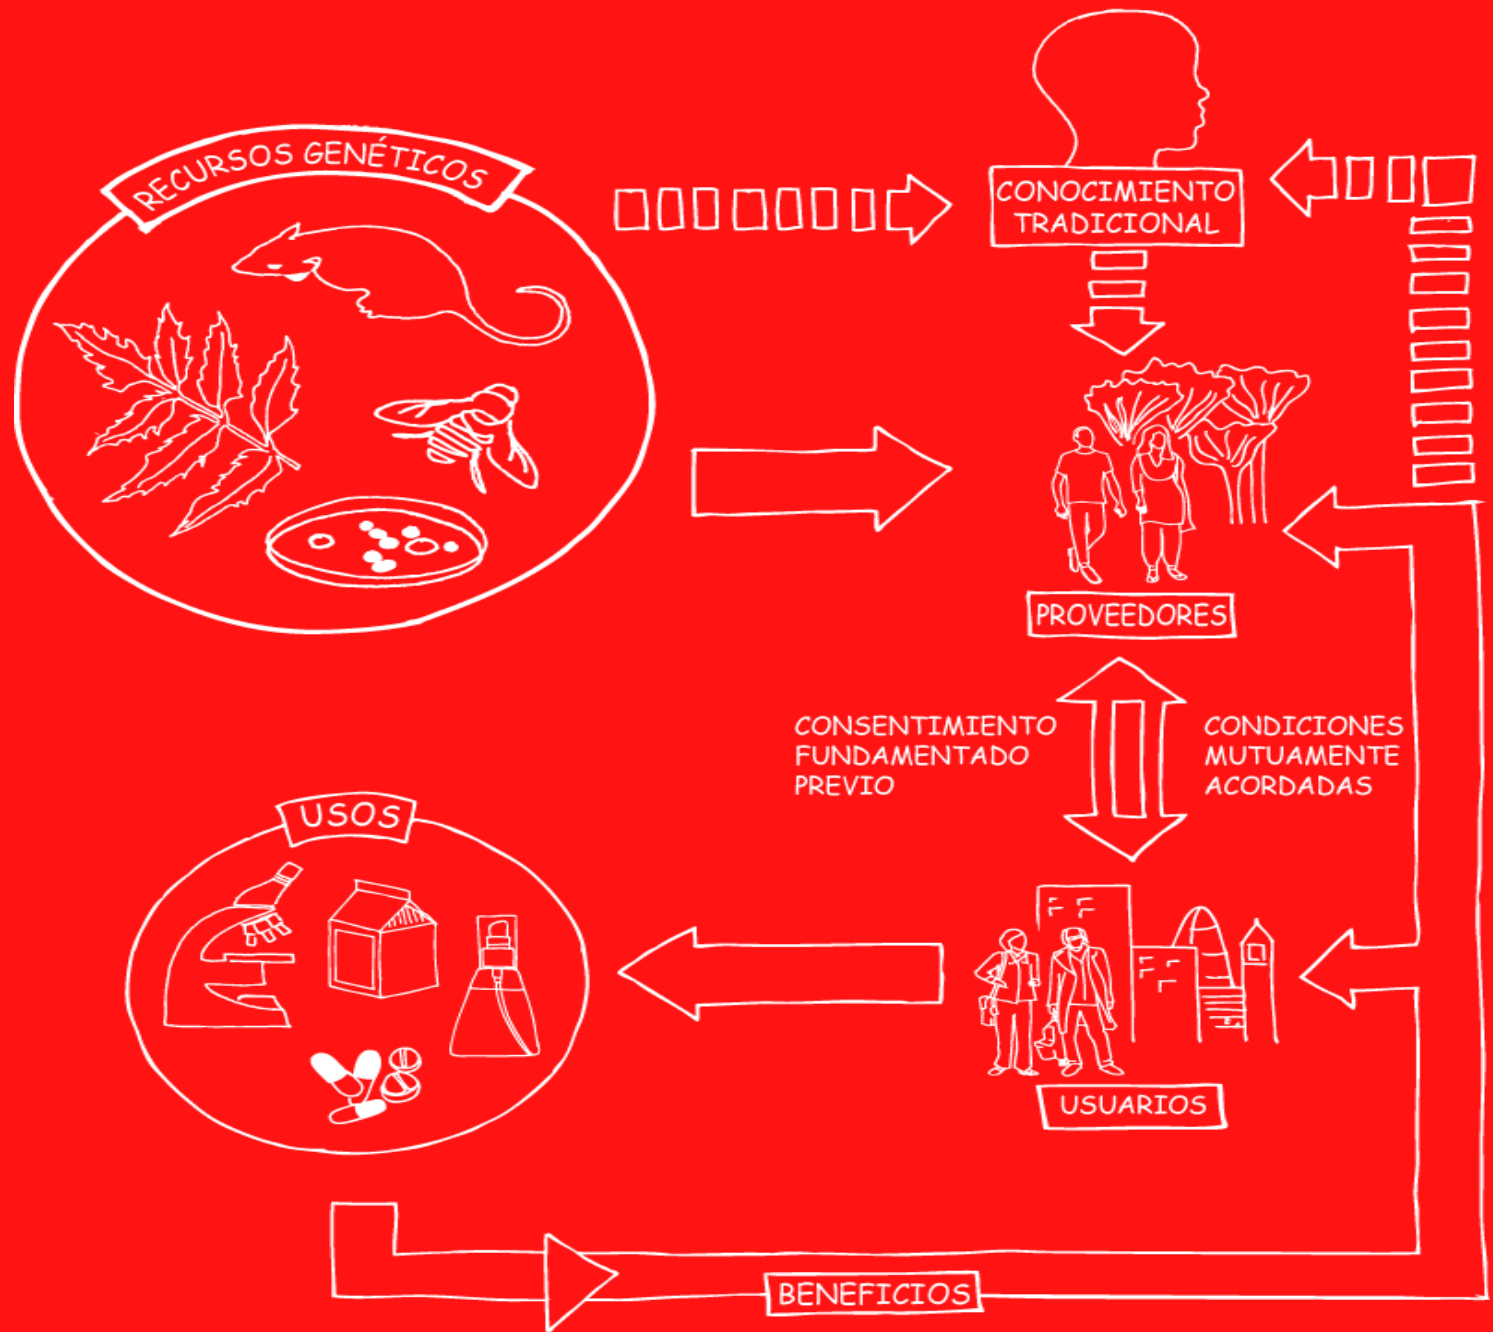 RECURSOS GENÉTICOS
CONOCIMIENTO
TRADICIONAL
PROVEEDORES
CONSENTIMIENTO
FUNDAMENTADO
PREVIO
CONDICIONES
MUTUAMENTE
ACORDADAS
USOS
USUARIOS
BENEFICIOS